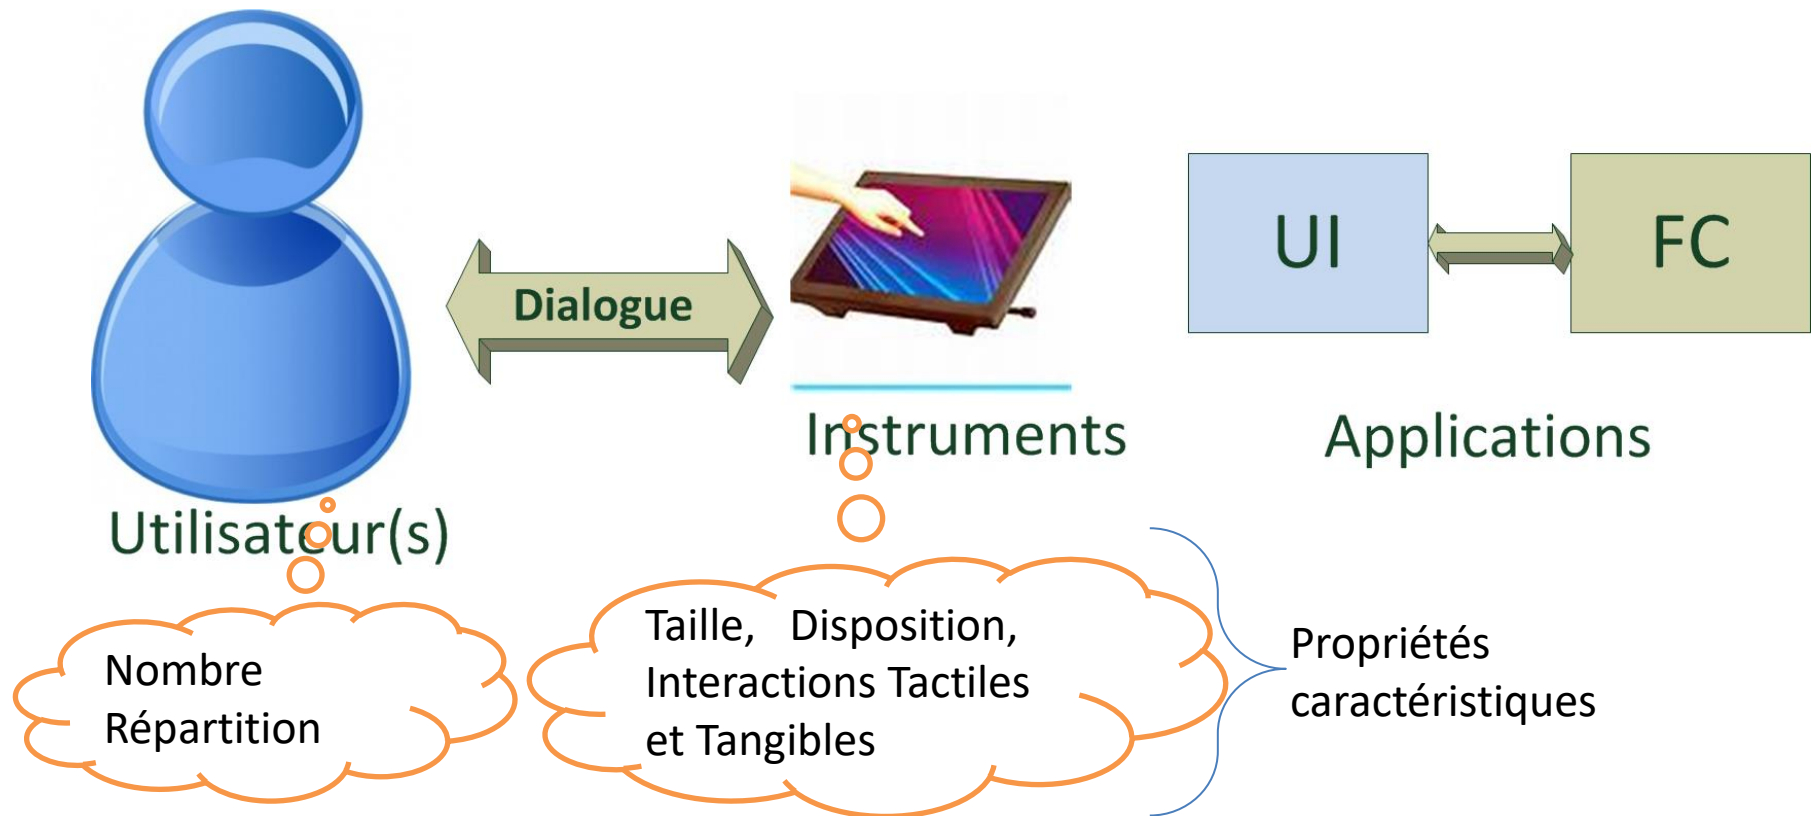 Dialogue
UI
FC
Instruments
Applications
Utilisateur(s)
Nombre
Répartition
Taille, Disposition,
Interactions Tactiles
et Tangibles
Propriétés
caractéristiques